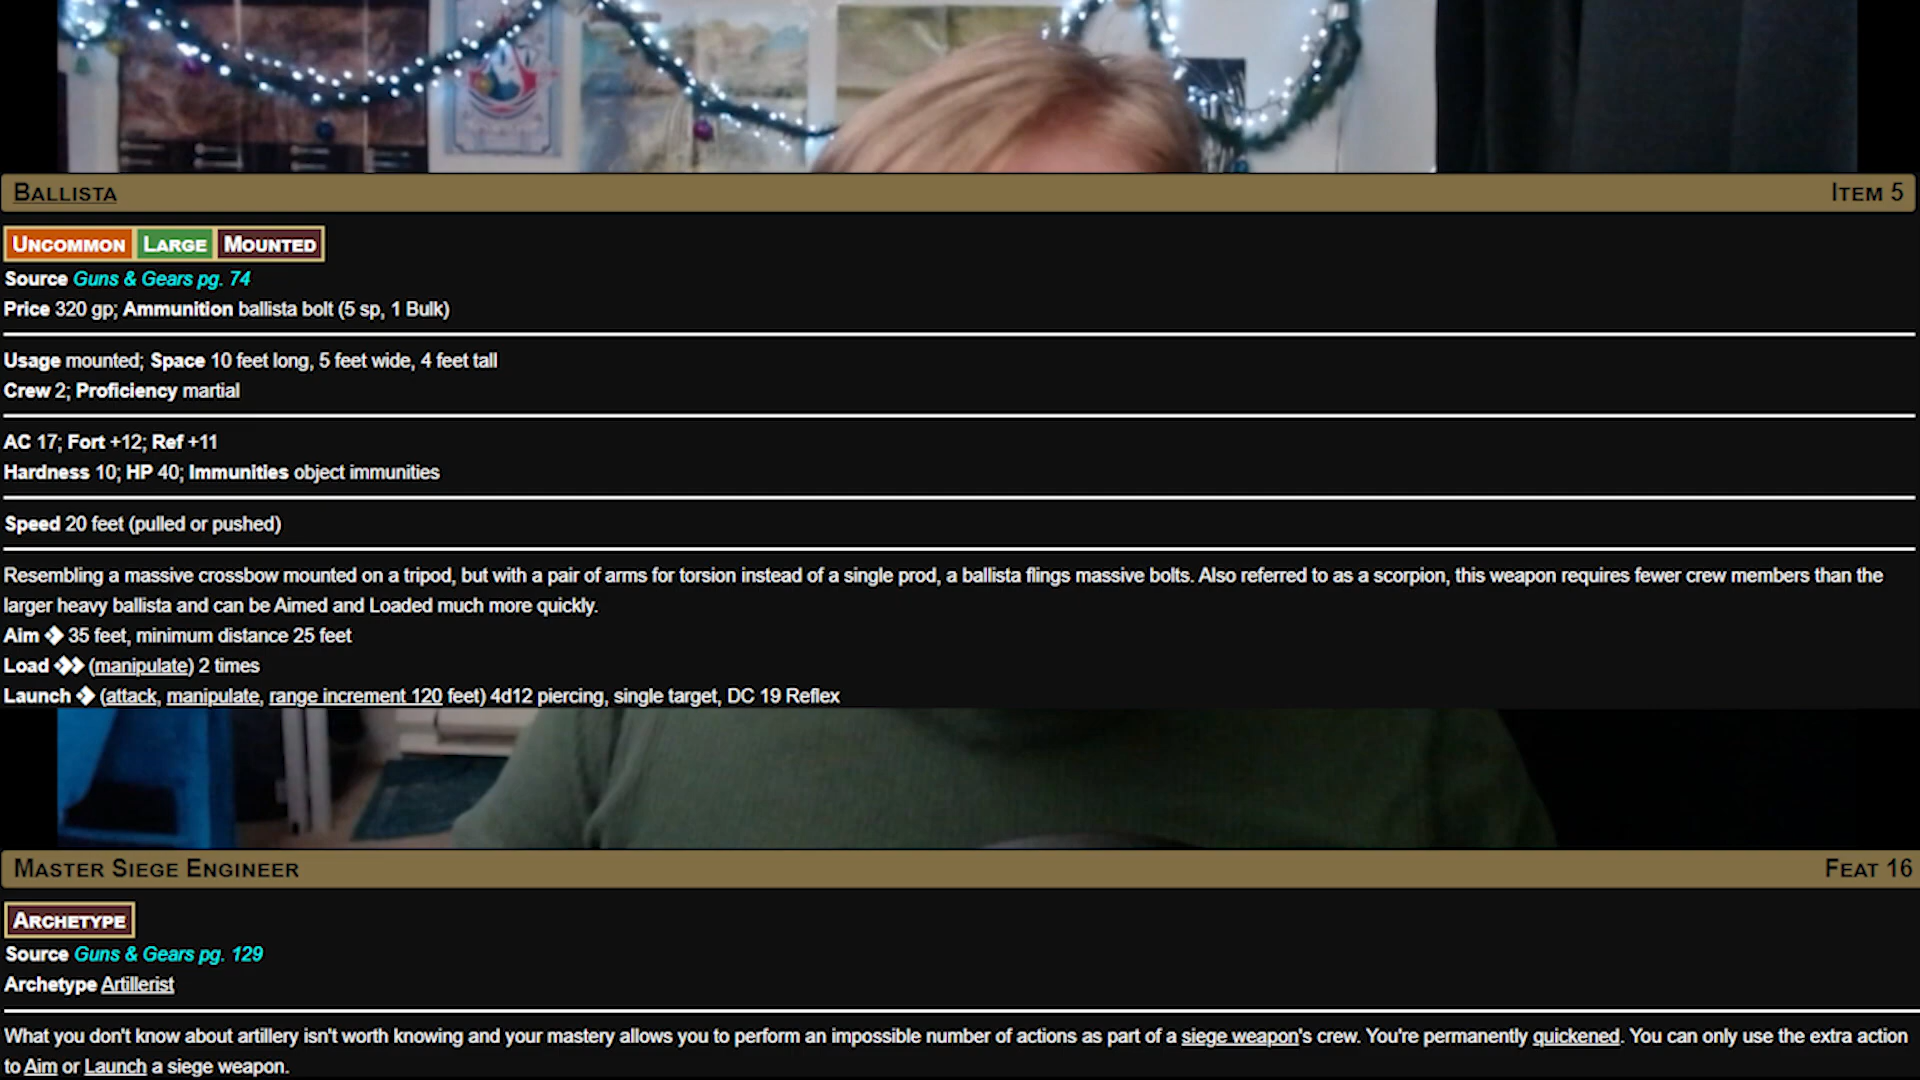 BALLISTA ITEM 5
UNCOMMON LARGE MOUNTED
Source Guns & Gears pg. 74
Price 320 gp; Ammunition ballista bolt (5 sp, 1 Bulk)
Usage mounted; Space 10 feet long, 5 feet wide, 4 feet tall
Crew 2; Proficiency martial
AC 17; Fort +12; Ref +11
Hardness 10; HP 40; Immunities object immunities
Speed 20 feet (pulled or pushed)
Resembling a massive crossbow mounted on a tripod, but with a pair of arms for torsion instead of a single prod, a ballista flings massive bolts. Also referred to as a scorpion, this weapon requires fewer crew members than the
larger heavy ballista and can be Aimed and Loaded much more quickly.
Aim 35 feet, minimum distance 25 feet
Load (manipulate) 2 times
Launch (attack, manipulate, range increment 120 feet) 4d12 piercing, single target, DC 19 Reflex
MASTER SIEGE ENGINEER FEAT 16
ARCHETYPE
Source Guns & Gears pg. 129
Archetype Artillerist
What you don't know about artillery isn't worth knowing and your mastery allows you to perform an impossible number of actions as part of a siege weapon's crew. You're permanently quickened. You can only use the extra action
to Aim or Launch a siege weapon.